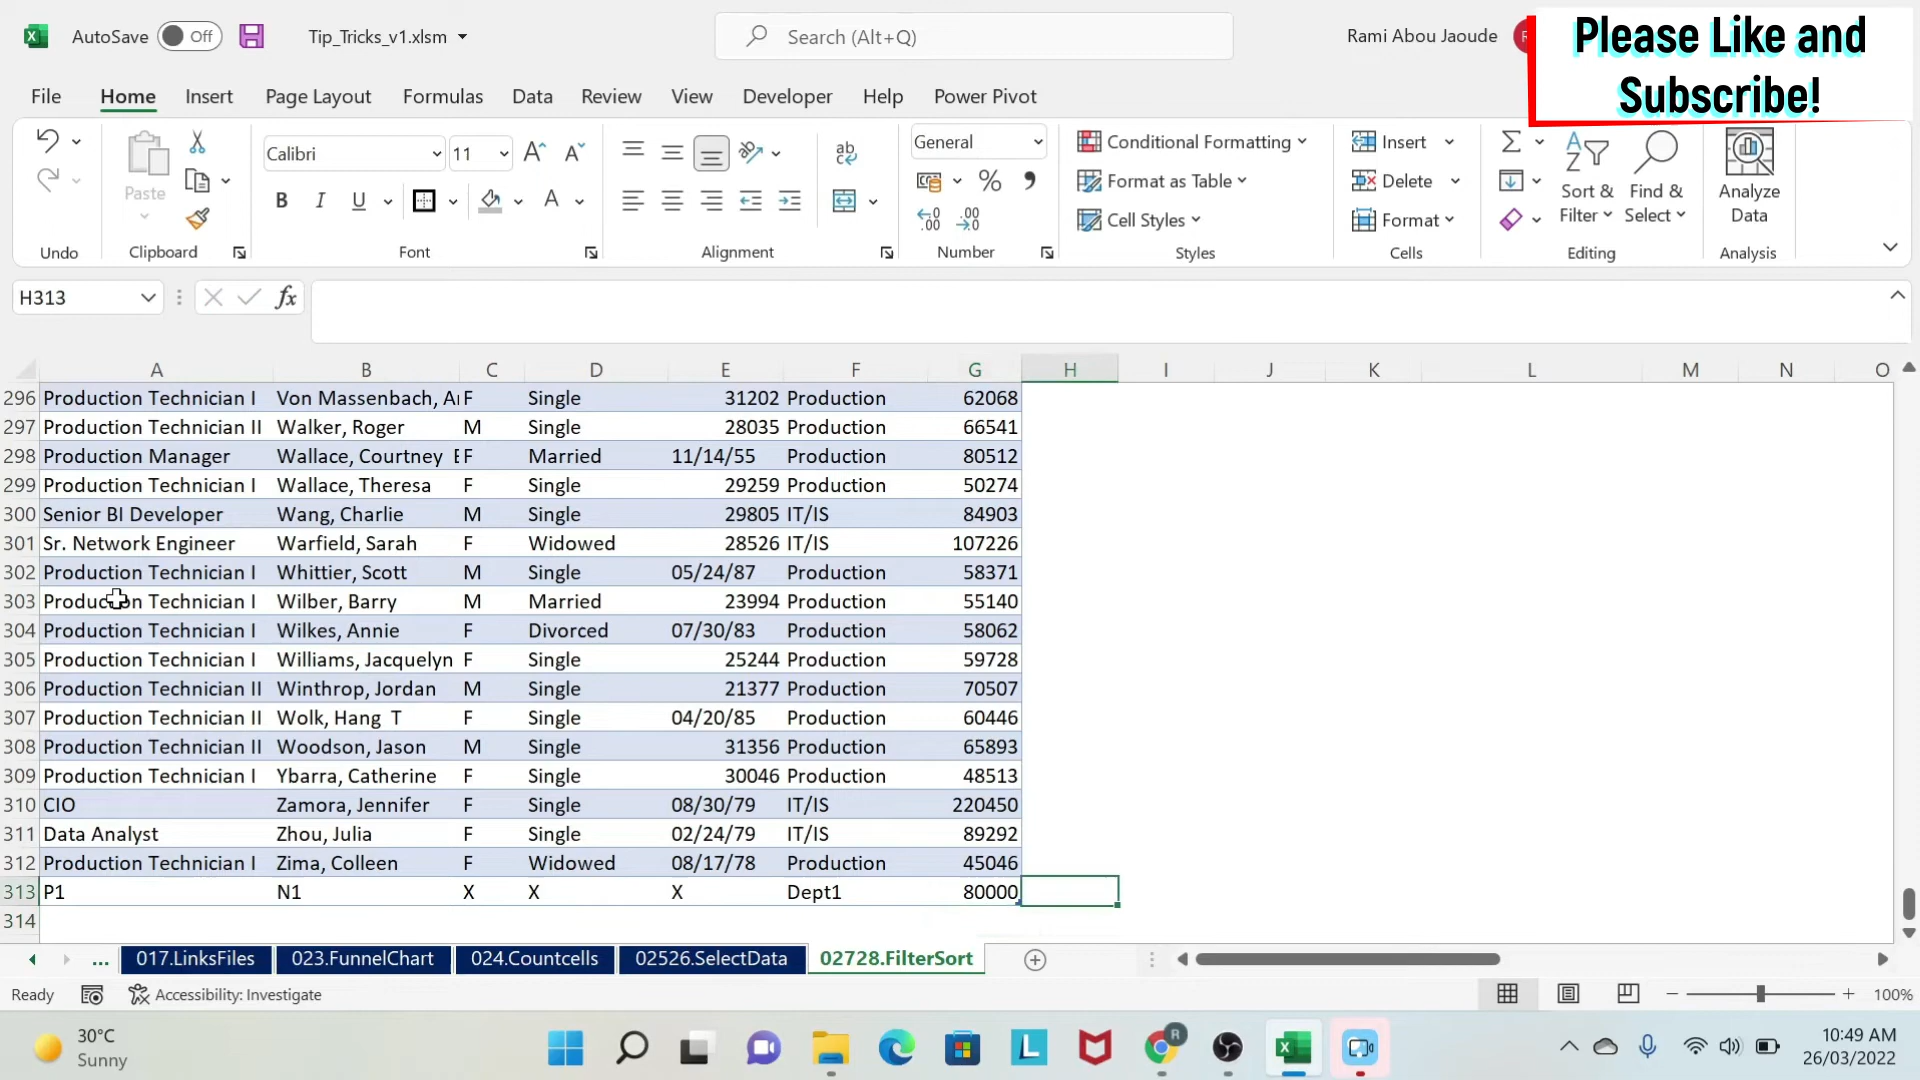 AutoSave Off Tip_Tricks_v1.xlsm Search (Alt+Q) Rami Abou Jaoude
Please Like and
Subscribe!
File Home Insert Page Layout Formulas Data Review View Developer Help Power Pivot
Paste
Calibri 11
General
Conditional Formatting
Format as Table
Cell Styles
Insert
Delete
Format
Sort &
Filter
Find &
Select
Analyze
Data
Undo Clipboard Font Alignment Number Styles Cells Editing Analysis
H313 fx
A B C D E F G H I J K L M N O
296 Production Technician I Von Massenbach, An F Single 31202 Production 62068
297 Production Technician II Walker, Roger M Single 28035 Production 66541
298 Production Manager Wallace, Courtney E F Married 11/14/55 Production 80512
299 Production Technician I Wallace, Theresa F Single 29259 Production 50274
300 Senior BI Developer Wang, Charlie M Single 29805 IT/IS 84903
301 Sr. Network Engineer Warfield, Sarah F Widowed 28526 IT/IS 107226
302 Production Technician I Whittier, Scott M Single 05/24/87 Production 58371
303 Production Technician I Wilber, Barry M Married 23994 Production 55140
304 Production Technician I Wilkes, Annie F Divorced 07/30/83 Production 58062
305 Production Technician I Williams, Jacquelyn F Single 25244 Production 59728
306 Production Technician II Winthrop, Jordan M Single 21377 Production 70507
307 Production Technician II Wolk, Hang T F Single 04/20/85 Production 60446
308 Production Technician II Woodson, Jason M Single 31356 Production 65893
309 Production Technician I Ybarra, Catherine F Single 30046 Production 48513
310 CIO Zamora, Jennifer F Single 08/30/79 IT/IS 220450
311 Data Analyst Zhou, Julia F Single 02/24/79 IT/IS 89292
312 Production Technician I Zima, Colleen F Widowed 08/17/78 Production 45046
313 P1 N1 X X X Dept1 80000
314
... 017.LinksFiles 023.FunnelChart 024.Countcells 02526.SelectData 02728.FilterSort
Ready Accessibility: Investigate 100%
30°C
Sunny
10:49 AM
26/03/2022